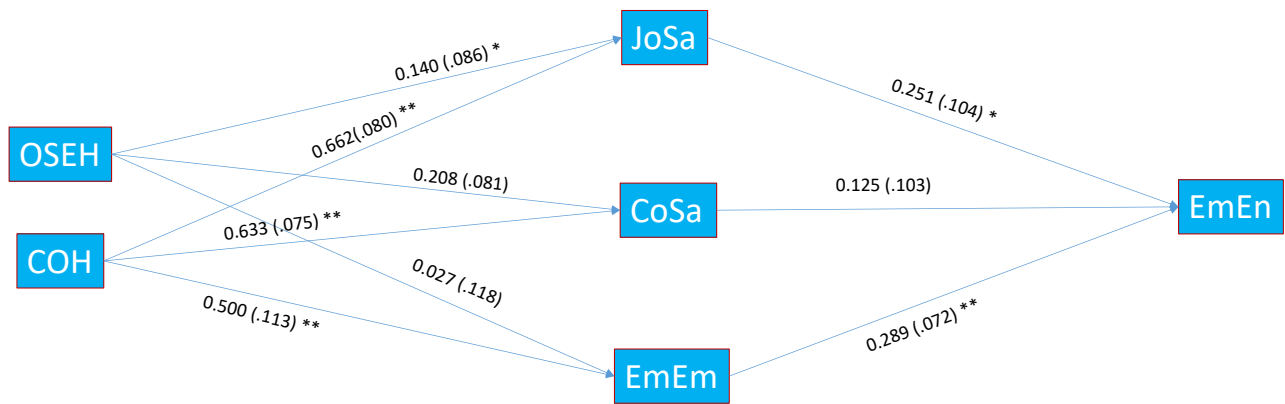 JoSa
0.140 (.086) *
0.251 (.104) *
0.662(.080) **
OSEH
0.208 (.081)
0.125 (.103)
CoSa
EmEn
0.633 (.075) **
COH
0.027 (.118)
0.500 (.113) **
0.289 (.072) **
EmEm